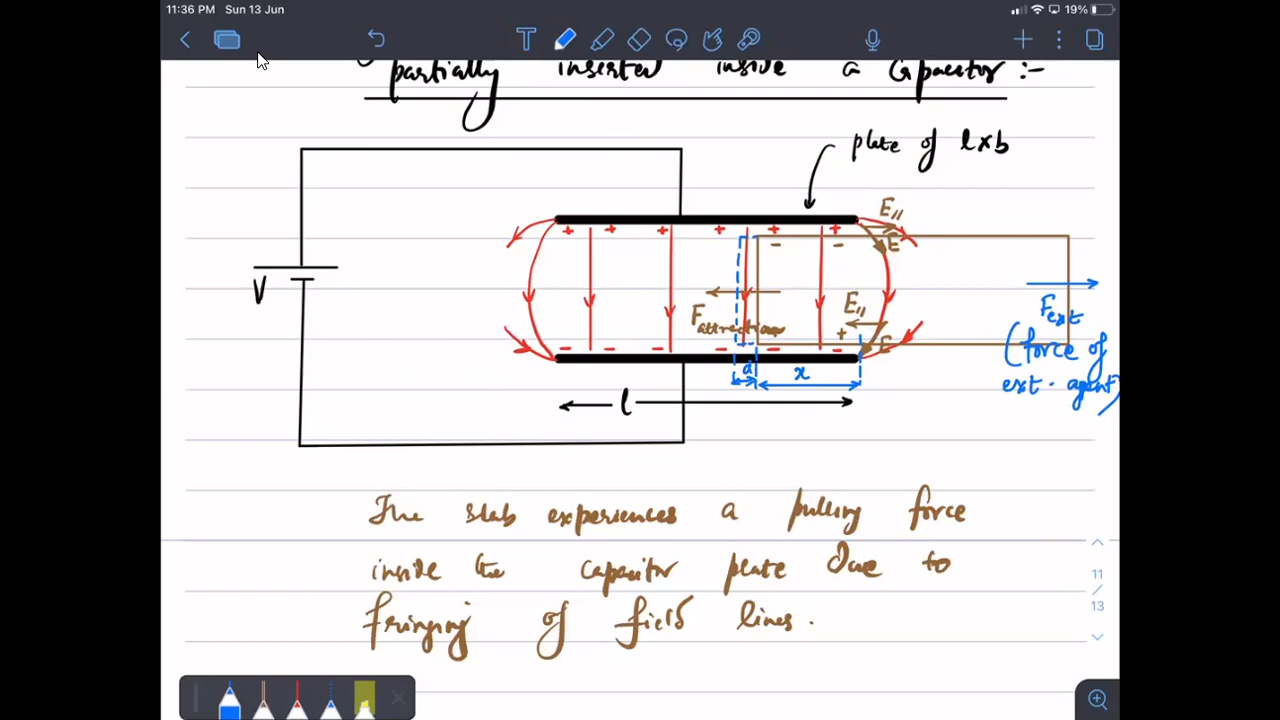 11:36 PM Sun 13 Jun
19%
partially inserted inside a Capacitor :-
plate of l×b
E||
E
+ + + + + +
- -
V
F attraction
E||
+
E
- - - - - -
F ext
(force of
ext. agent)
d
x
l
The slab experiences a pulling force
inside the capacitor plate due to
fringing of field lines.
11
/
13